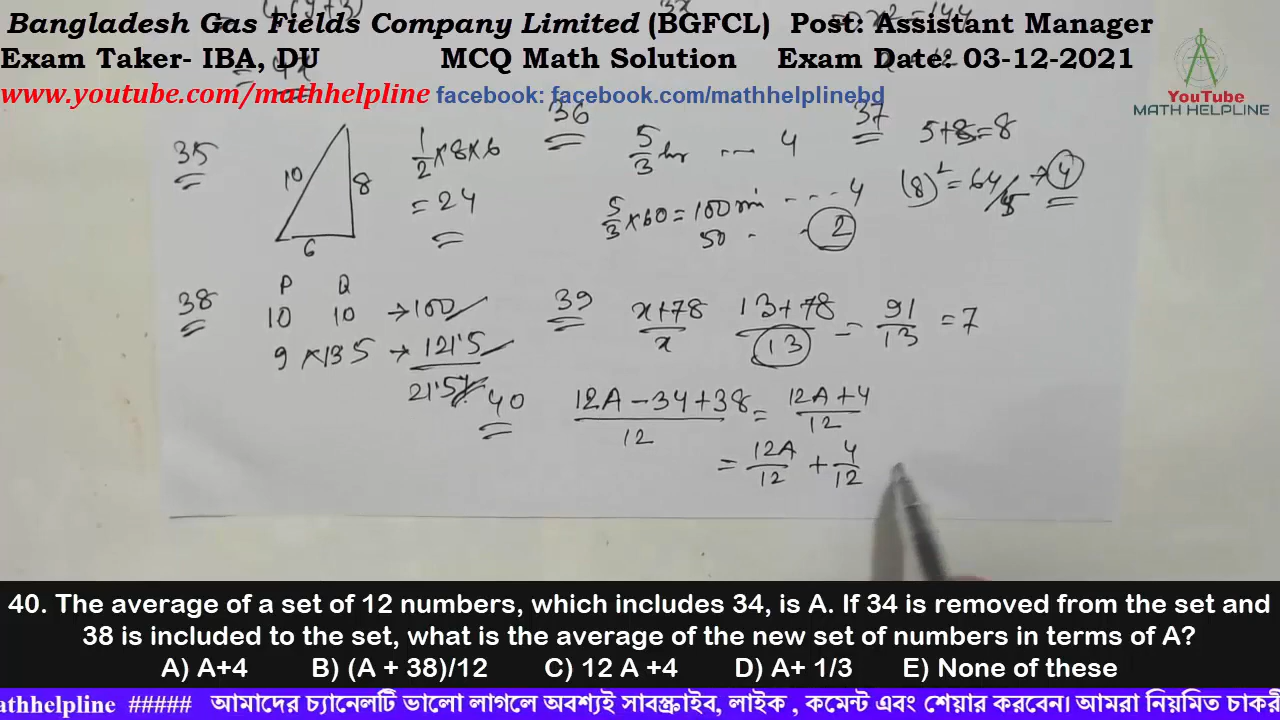 Bangladesh Gas Fields Company Limited (BGFCL) Post: Assistant Manager
Exam Taker- IBA, DU MCQ Math Solution Exam Date: 03-12-2021
www.youtube.com/mathhelpline facebook: facebook.com/mathhelplinebd
YouTube
MATH HELPLINE
35
10
8
6
1/2 × 8 × 6
= 24
36
5/3 hr ---- 4
5/3 × 60 = 100 min - - - - 4
50 - - 2
37
5+8=8
(8)² = 64/5 → 4
38
P Q
10 10 → 100
9 × 13.5 → 121.5
21.5%
39
x+78/x 13+78/13 = 91/13 = 7
40
12A - 34 + 38/12 = 12A + 4/12
= 12A/12 + 4/12
40. The average of a set of 12 numbers, which includes 34, is A. If 34 is removed from the set and
38 is included to the set, what is the average of the new set of numbers in terms of A?
A) A+4 B) (A + 38)/12 C) 12 A +4 D) A+ 1/3 E) None of these
athhelpline ##### আমাদের চ্যানেলটি ভালো লাগলে অবশ্যই সাবস্ক্রাইব, লাইক , কমেন্ট এবং শেয়ার করবেন। আমরা নিয়মিত চাকরী